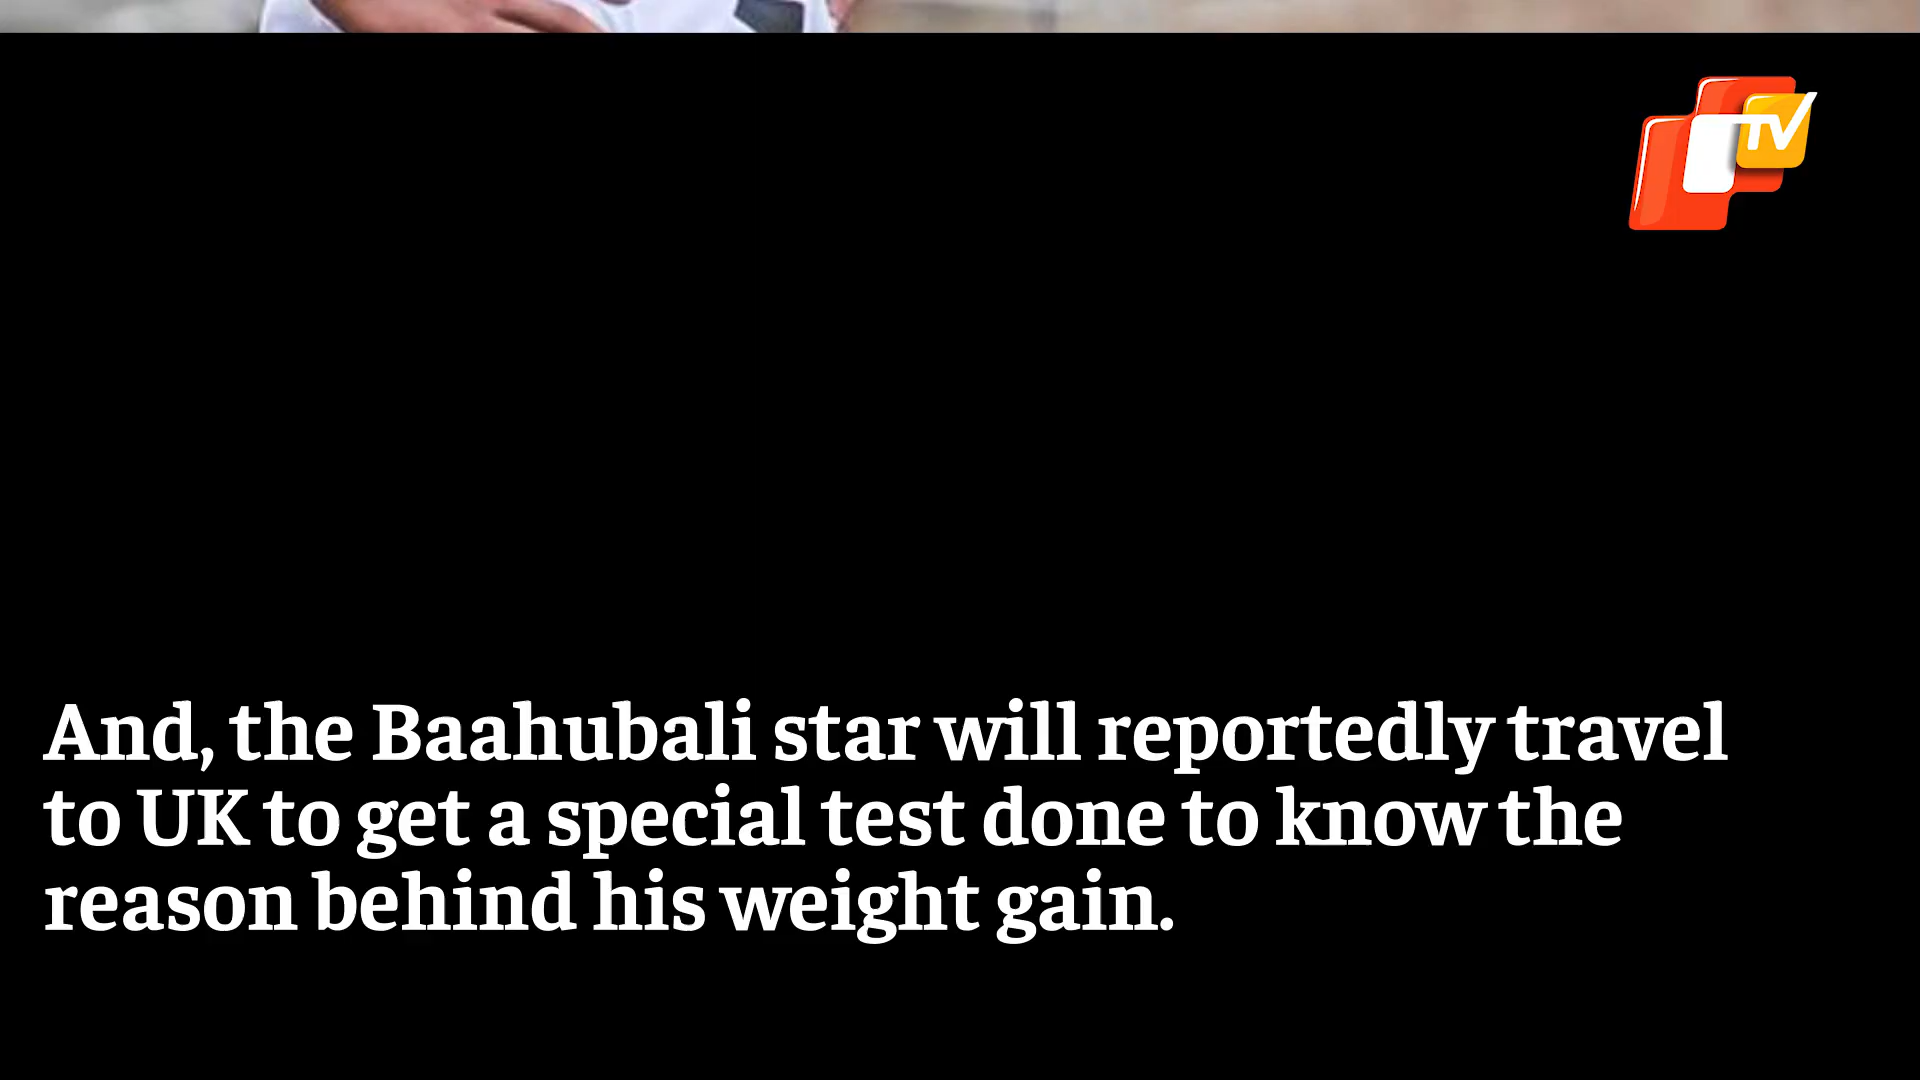 TV
And, the Baahubali star will reportedly travel
to UK to get a special test done to know the
reason behind his weight gain.